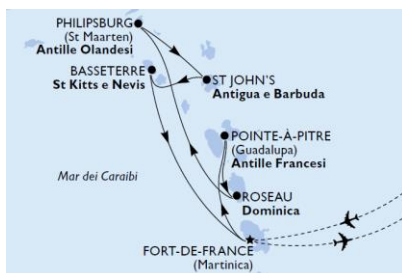 PHILIPSBURG
(St Maarten)
Antille Olandesi
BASSETERRE
St Kitts e Nevis
ST JOHN'S
Antigua e Barbuda
POINTE-À-PITRE
(Guadalupa)
Antille Francesi
Mar dei Caraibi
ROSEAU
Dominica
FORT-DE-FRANCE
(Martinica)